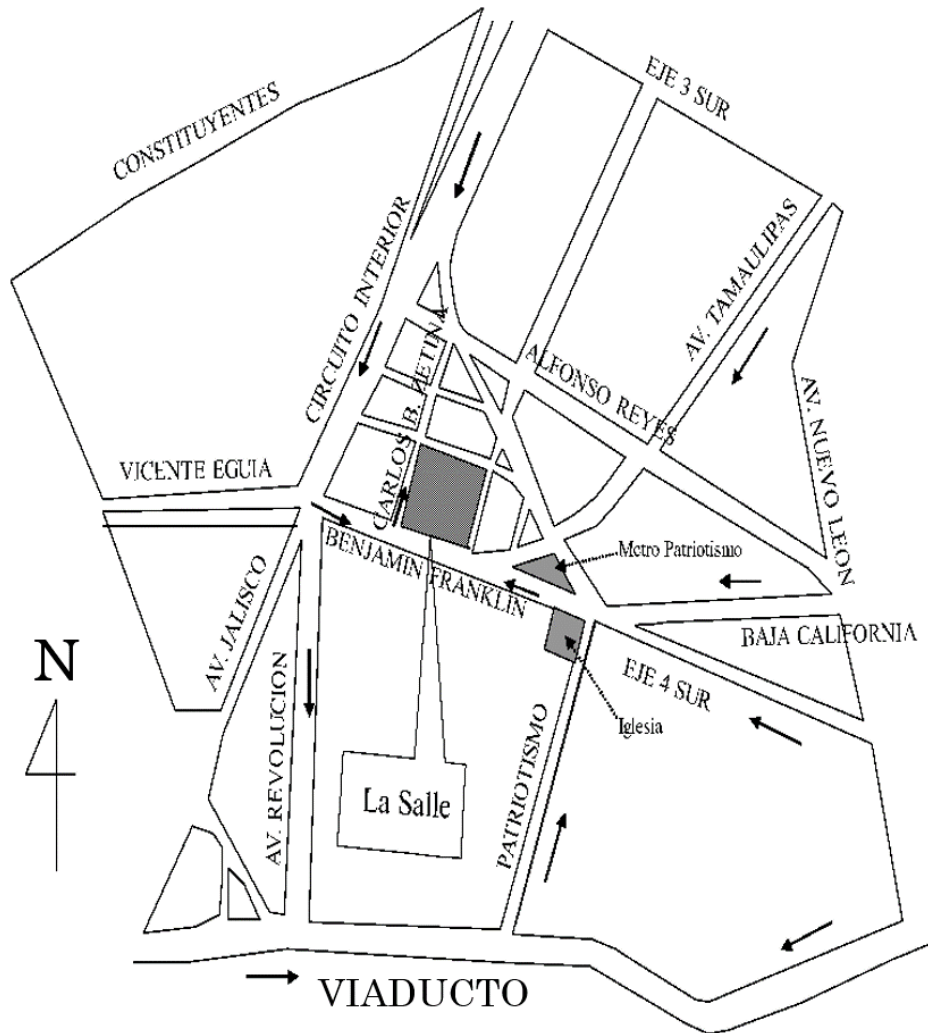 CONSTITUYENTES
EJE 3 SUR
CIRCUITO INTERIOR
AV. TAMAULIPAS
CARLOS B. ZETINA
ALFONSO REYES
AV. NUEVO LEON
VICENTE EGUIA
BENJAMIN FRANKLIN
Metro Patriotismo
AV. JALISCO
BAJA CALIFORNIA
N
EJE 4 SUR
AV. REVOLUCION
Iglesia
PATRIOTISMO
La Salle
VIADUCTO